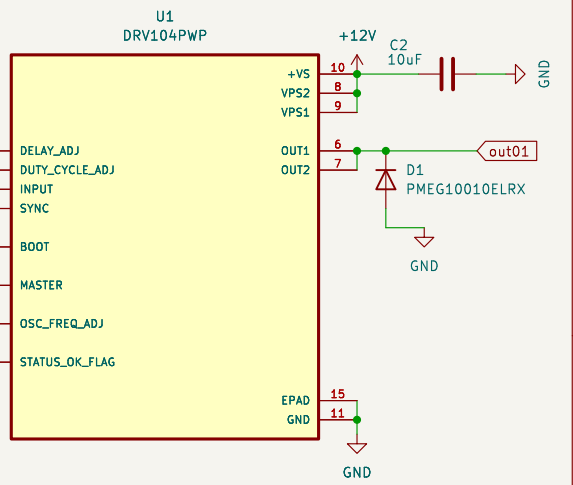 U1
DRV104PWP
+12V
C2
10uF
GND
+VS
10
VPS2
8
VPS1
9
DELAY_ADJ
OUT1
6
out01
DUTY_CYCLE_ADJ
OUT2
7
D1
PMEG10010ELRX
INPUT
SYNC
BOOT
GND
MASTER
OSC_FREQ_ADJ
STATUS_OK_FLAG
EPAD
15
GND
11
GND